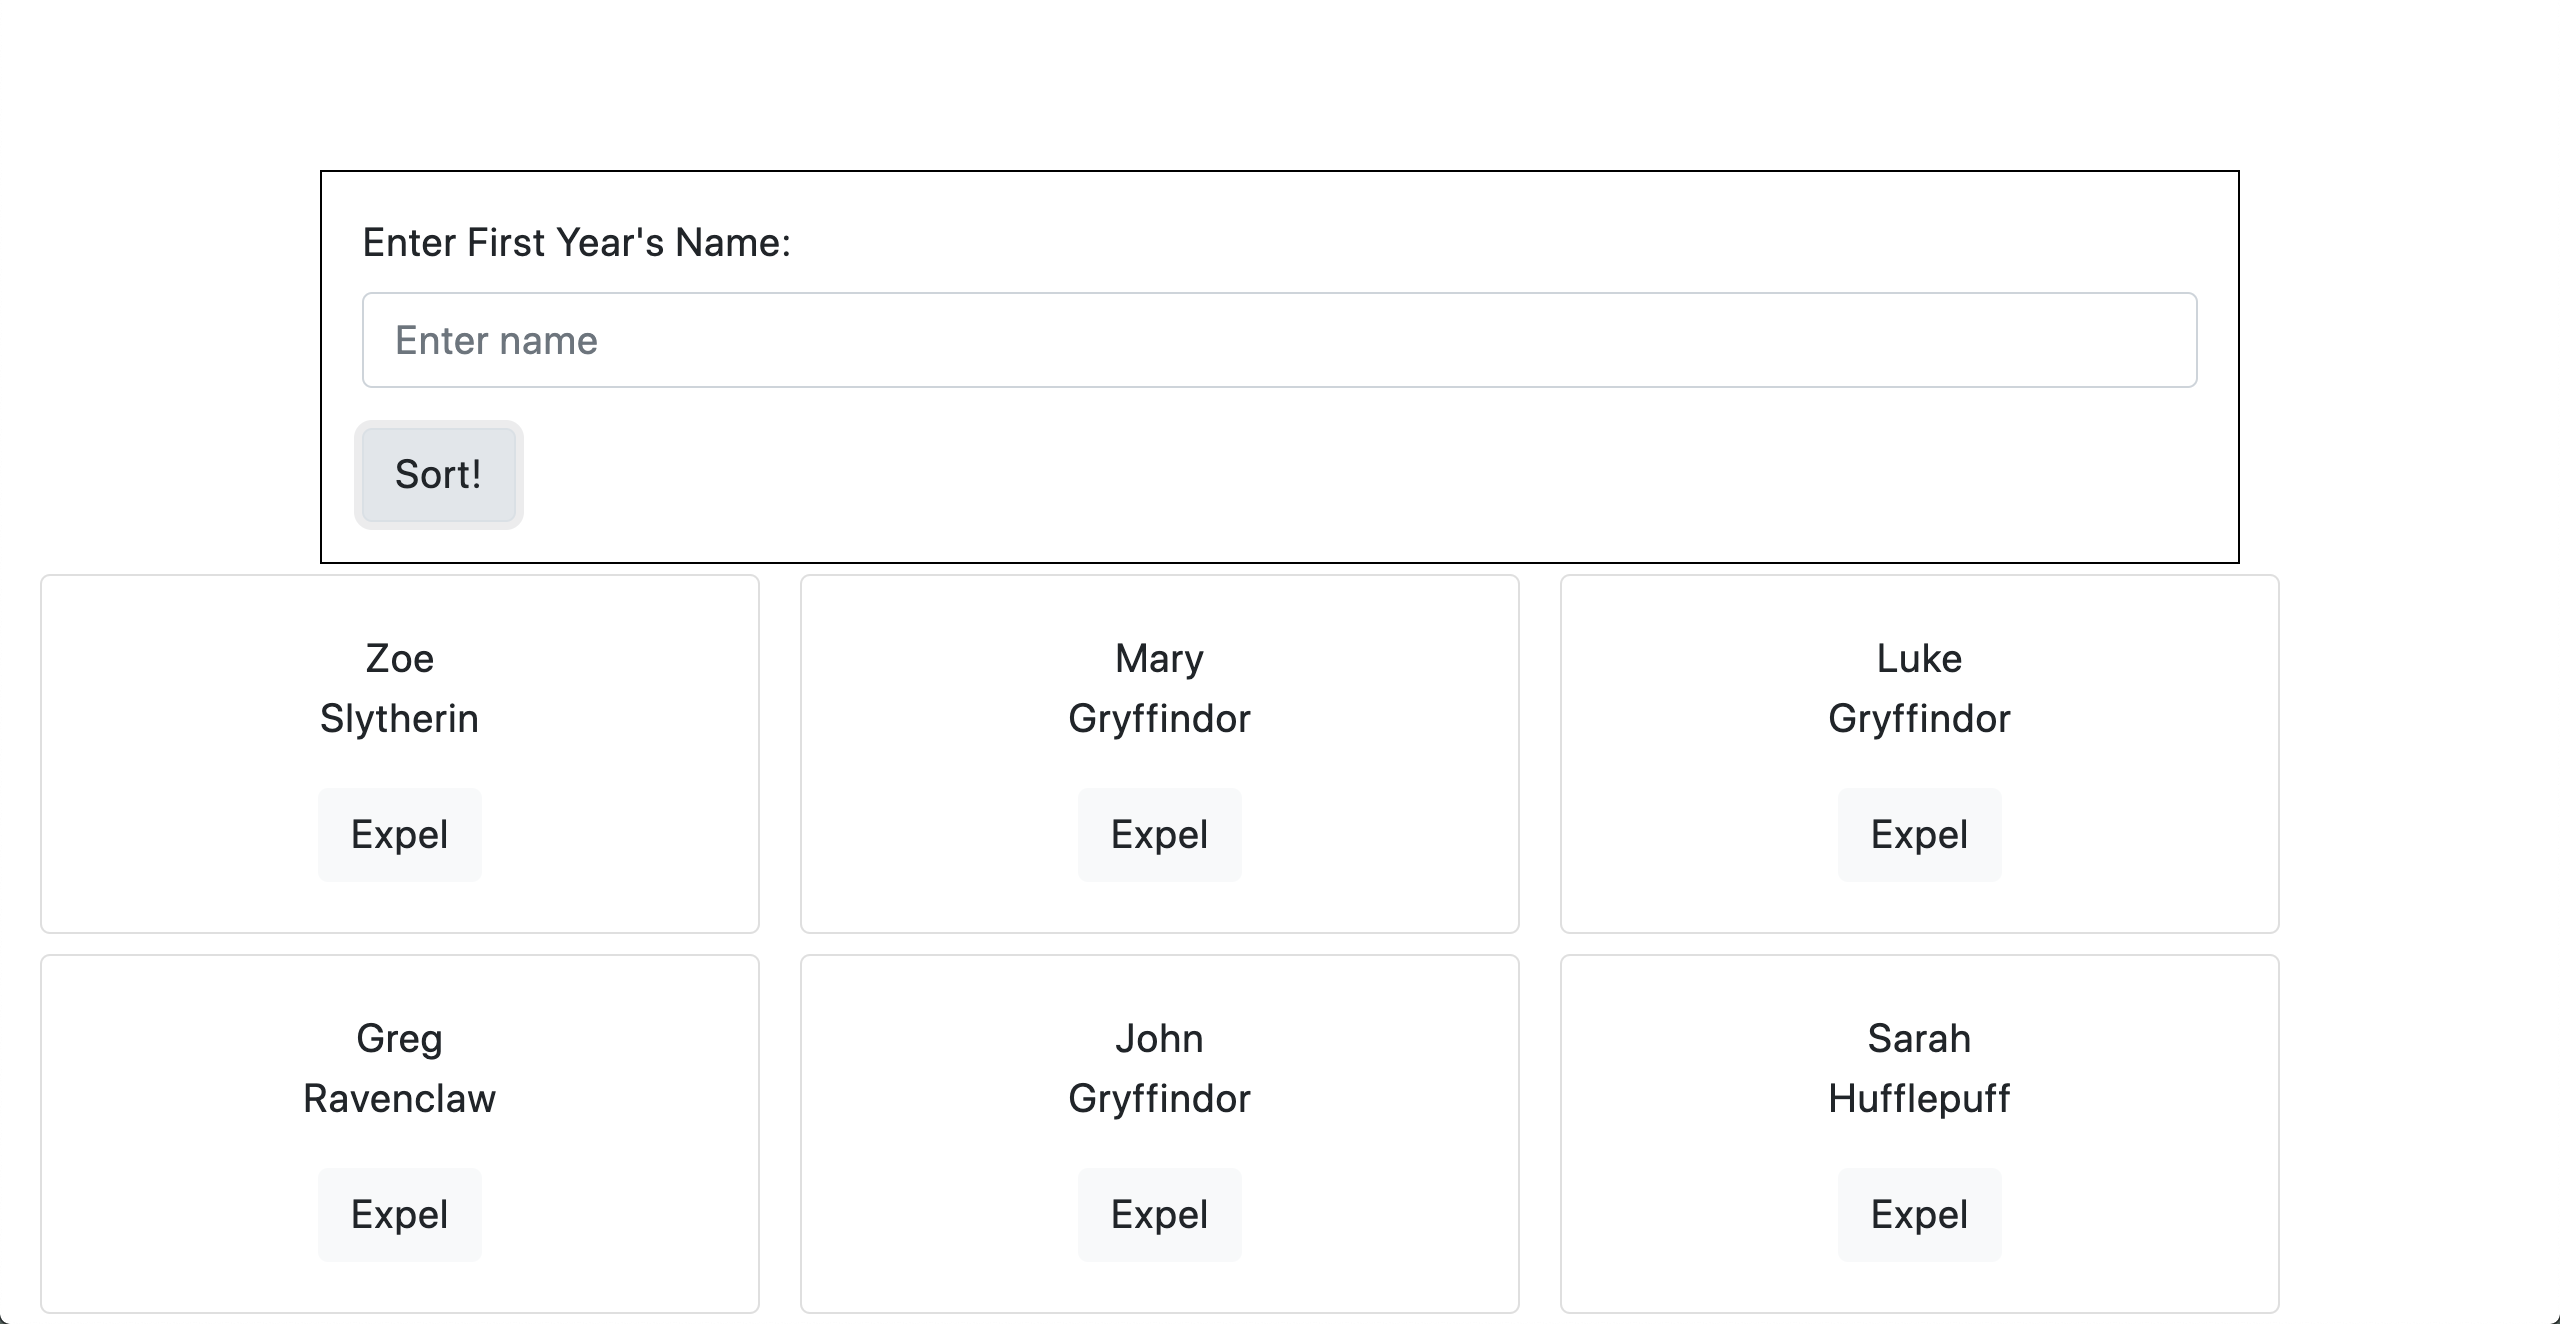 Enter First Year's Name:
Enter name
Sort!
Zoe
Slytherin
Expel
Mary
Gryffindor
Expel
Luke
Gryffindor
Expel
Greg
Ravenclaw
Expel
John
Gryffindor
Expel
Sarah
Hufflepuff
Expel